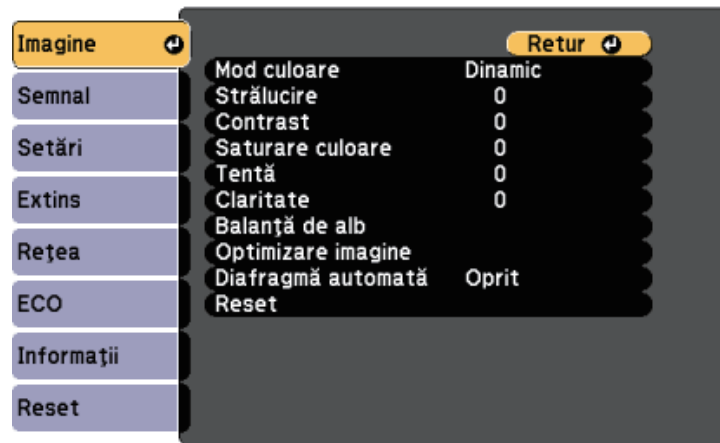 Imagine
Semnal
Setări
Extins
Reţea
ECO
Informaţii
Reset
Retur
Mod culoare Dinamic
Strălucire 0
Contrast 0
Saturare culoare 0
Tentă 0
Claritate 0
Balanţă de alb
Optimizare imagine
Diafragmă automată Oprit
Reset